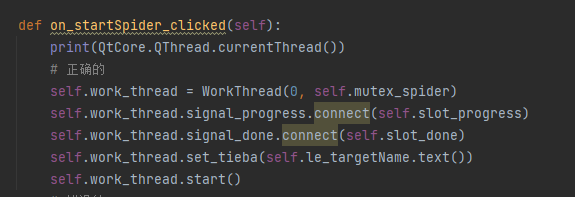 def on_startSpider_clicked(self):
    print(QtCore.QThread.currentThread())
    # 正确的
    self.work_thread = WorkThread(0, self.mutex_spider)
    self.work_thread.signal_progress.connect(self.slot_progress)
    self.work_thread.signal_done.connect(self.slot_done)
    self.work_thread.set_tieba(self.le_targetName.text())
    self.work_thread.start()